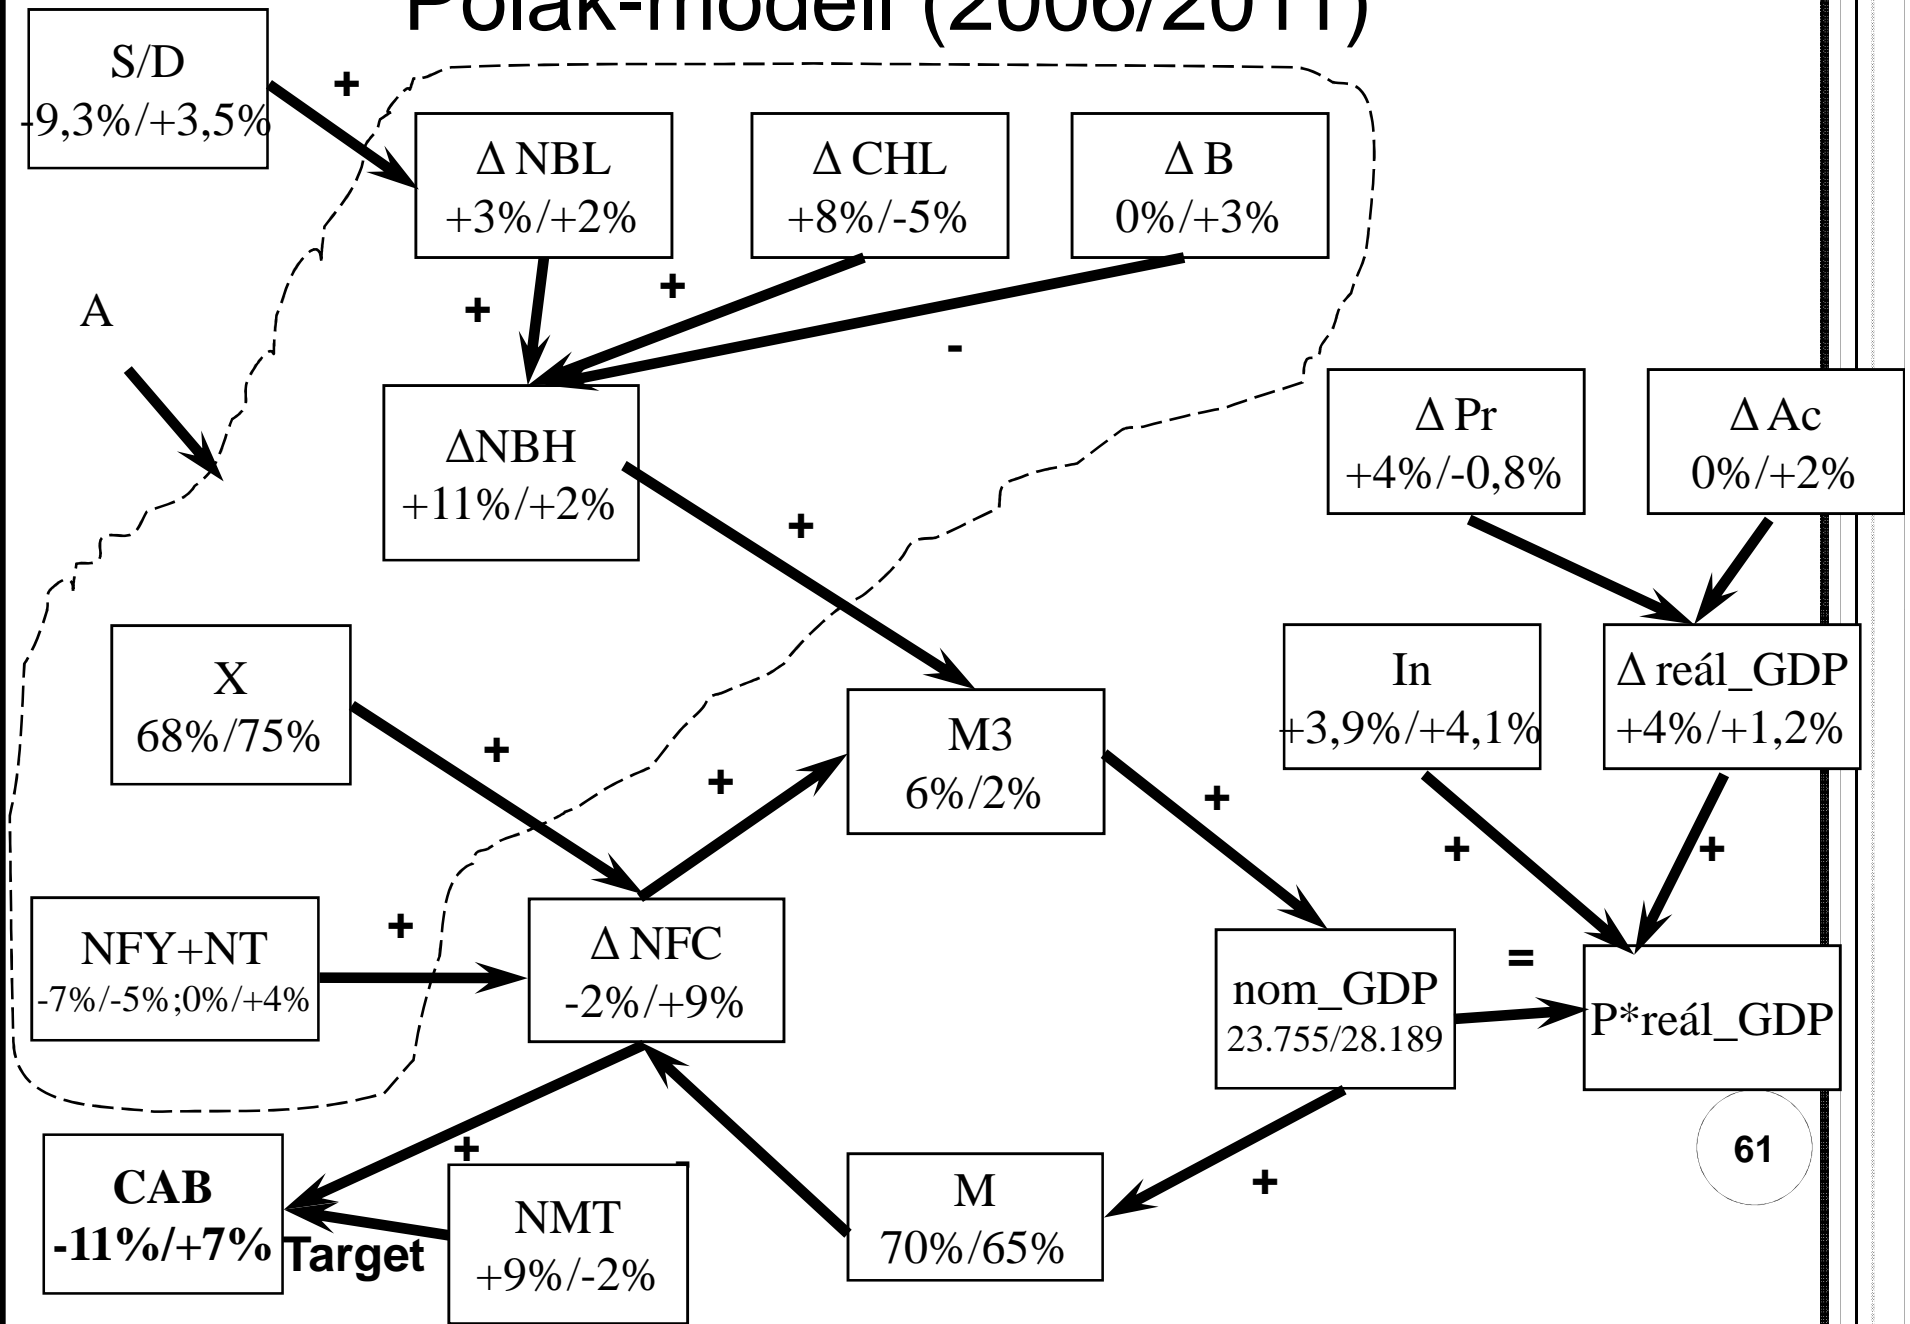 Polak-modell (2006/2011)
S/D
-9,3%/+3,5%
+
Δ NBL
+3%/+2%
Δ CHL
+8%/-5%
Δ B
0%/+3%
+
+
-
A
ΔNBH
+11%/+2%
+
Δ Pr
+4%/-0,8%
Δ Ac
0%/+2%
X
68%/75%
+
+
M3
6%/2%
In
+3,9%/+4,1%
Δ reál_GDP
+4%/+1,2%
+
+
+
NFY+NT
-7%/-5%;0%/+4%
+
Δ NFC
-2%/+9%
nom_GDP
23.755/28.189
=
P*reál_GDP
CAB
-11%/+7%
+
-
Target
NMT
+9%/-2%
M
70%/65%
+
61